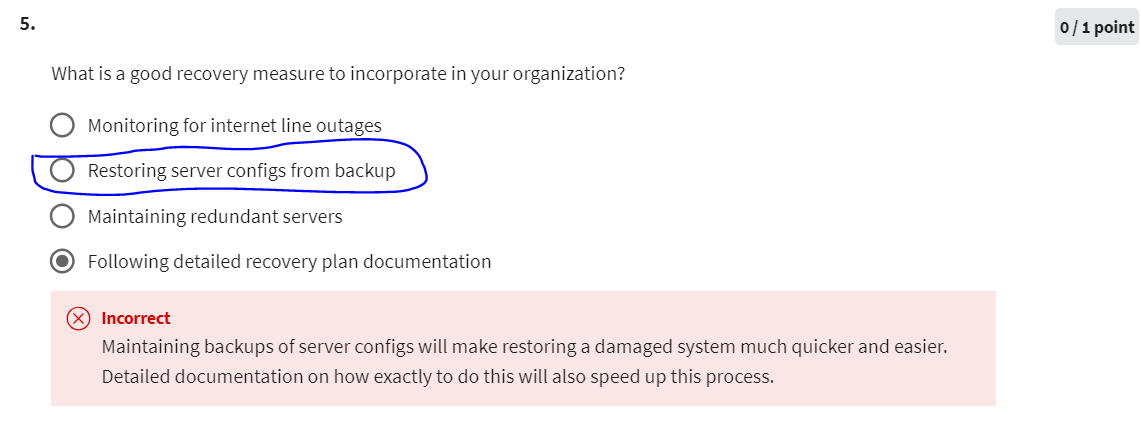 5.
0 / 1 point
What is a good recovery measure to incorporate in your organization?
Monitoring for internet line outages
Restoring server configs from backup
Maintaining redundant servers
Following detailed recovery plan documentation
Incorrect
Maintaining backups of server configs will make restoring a damaged system much quicker and easier.
Detailed documentation on how exactly to do this will also speed up this process.